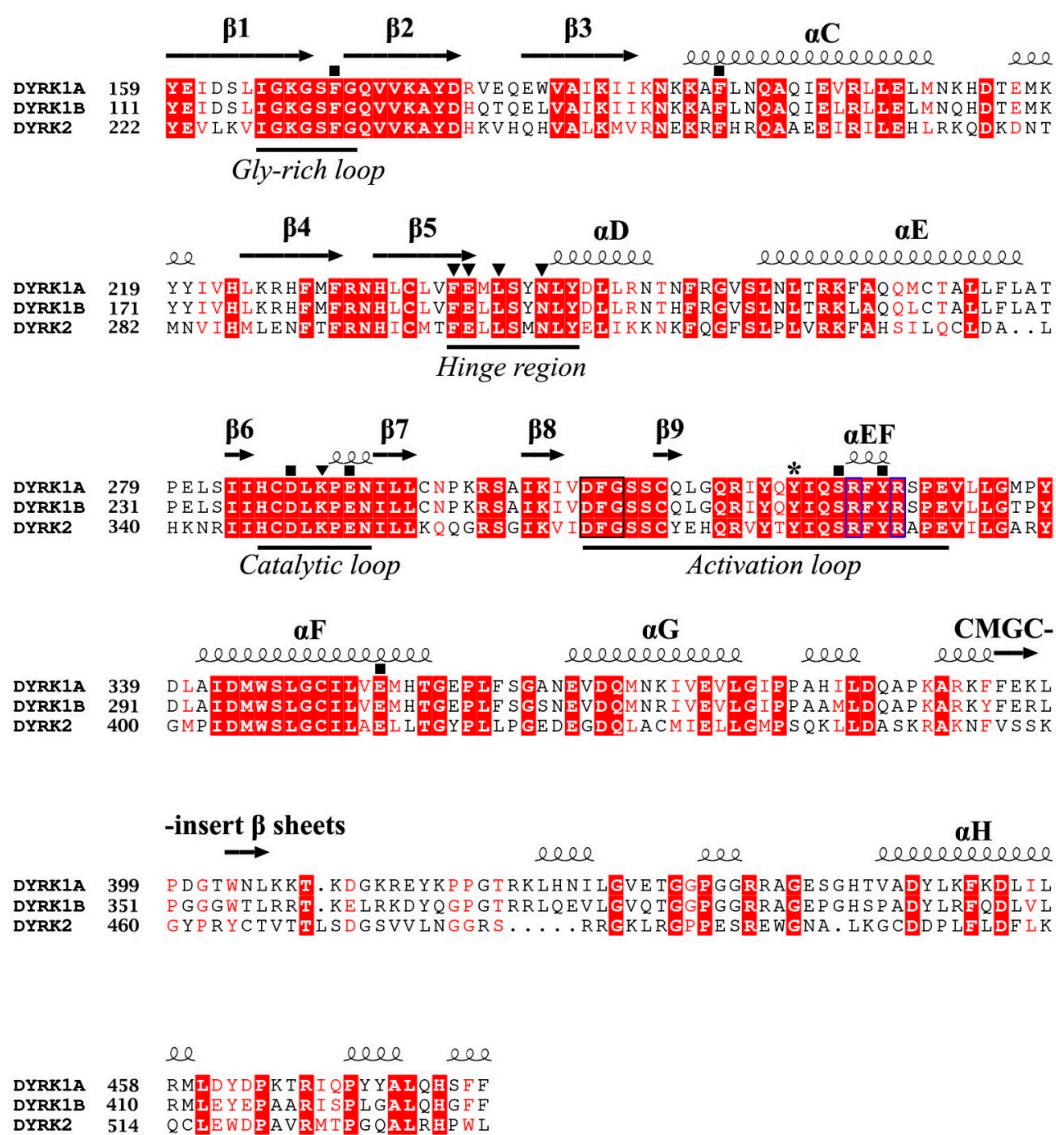 β1 β2 β3 αC
DYRK1A 159 YEIDSLIGKGSFGQVVKAYDRVEQEWVAIKIIKNKKAFLNQAQIEVRLLELMNKHDTEMK
DYRK1B 111 YEIDSLIGKGSFGQVVKAYDHQTQELVAIKIIKNKKAFLNQAQIELRLLELMNQHDTEMK
DYRK2 222 YEVLKVIGKGSFGQVVKAYDHKVHQHVALKMVRNEKRFHRQAAEEIRILEHLRKQDKDNT
Gly-rich loop
β4 β5 αD αE
DYRK1A 219 YYIVHLKRHFMFRNHLCLVFEMLSYNLYDLLRNTNFRGVSLNLTRKFAQQMCTALLFLAT
DYRK1B 171 YYIVHLKRHFMFRNHLCLVFELLSYNLYDLLRNTHFRGVSLNLTRKLAQQLCTALLFLAT
DYRK2 282 MNVIHMLENFTFRNHICMTFELLSMNLYELIKKNKFQGFSLPLVRKFAHSILQCLDA..L
Hinge region
β6 β7 β8 β9 * αEF
DYRK1A 279 PELSIIHCDLKPENILLCNPKRSAIKIVDFGSSCQLGQRIYQYIQSRFYRSPEVLLGMPY
DYRK1B 231 PELSIIHCDLKPENILLCNPKRSAIKIVDFGSSCQLGQRIYQYIQSRFYRSPEVLLGTPY
DYRK2 340 HKNRIIHCDLKPENILLKQQGRSGIKVIDFGSSCYEHQRVYTYIQSRFYRAPEVILGARY
Catalytic loop Activation loop
αF αG CMGC-
DYRK1A 339 DLAIDMWSLGCILVEMHTGEPLFSGANEVDQMNKIVEVLGIPPAHILDQAPKARKFFEKL
DYRK1B 291 DLAIDMWSLGCILVEMHTGEPLFSGSNEVDQMNRIVEVLGIPPAAMLDQAPKARKYFERL
DYRK2 400 GMPIDMWSLGCILAELLTGYPLLPGEDEGDQLACMIELLGMPSQKLLDASKRAKNFVSSK
-insert β sheets αH
DYRK1A 399 PDGTWNLKKT.KDGKREYKPPGTRKLHNILGVETGGPGGRRAGESGHTVADYLKFKDLIL
DYRK1B 351 PGGGWTLRRT.KELRKDYQGPGTRRLQEVLGVQTGGPGGRRAGEPGHSPADYLRFQDLVL
DYRK2 460 GYPRYCTVTTLSDGSVVLNGGRS.....RRGKLRGPPESREWGNA.LKGCDDPLFLDFLK
DYRK1A 458 RMLDYDPKTRIQPYYALQHSFF
DYRK1B 410 RMLEYEPAARISPLGALQHGFF
DYRK2 514 QCLEWDPAVRMTPGQALRHPWL